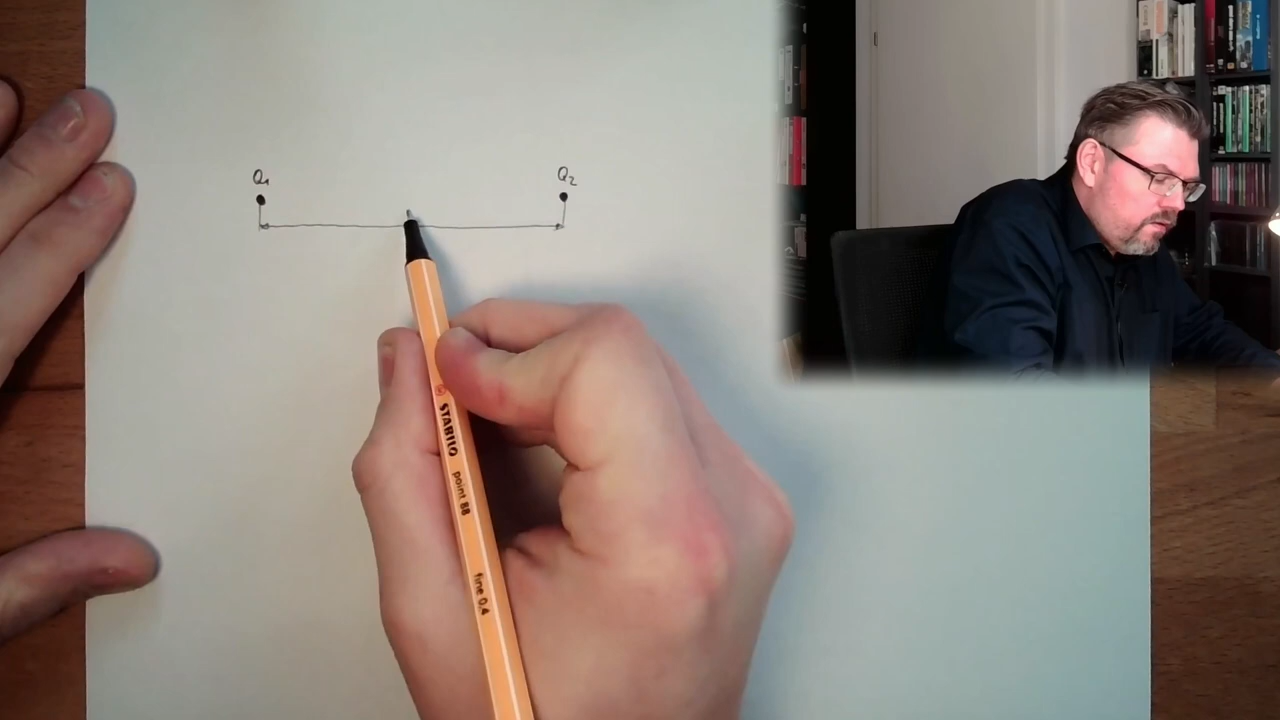 Q₁ Q₂
STABILO point 88 fine 0,4